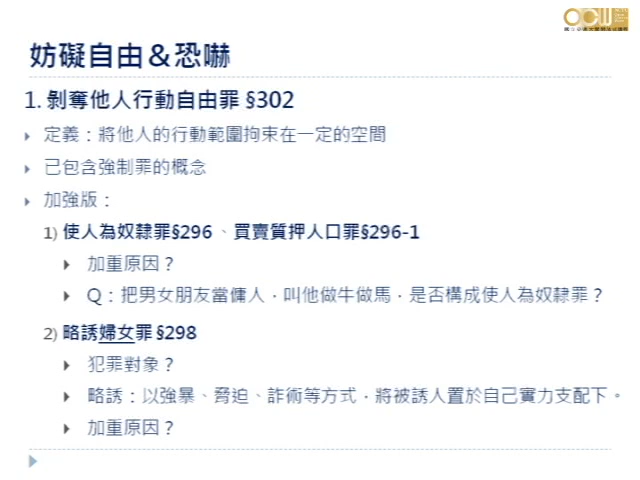 妨礙自由＆恐嚇
1. 剝奪他人行動自由罪 §302
定義：將他人的行動範圍拘束在一定的空間
已包含強制罪的概念
加強版：
1) 使人為奴隸罪§296、買賣質押人口罪§296-1
加重原因？
Q：把男女朋友當傭人，叫他做牛做馬，是否構成使人為奴隸罪？
2) 略誘婦女罪 §298
犯罪對象？
略誘：以強暴、脅迫、詐術等方式，將被誘人置於自己實力支配下。
加重原因？